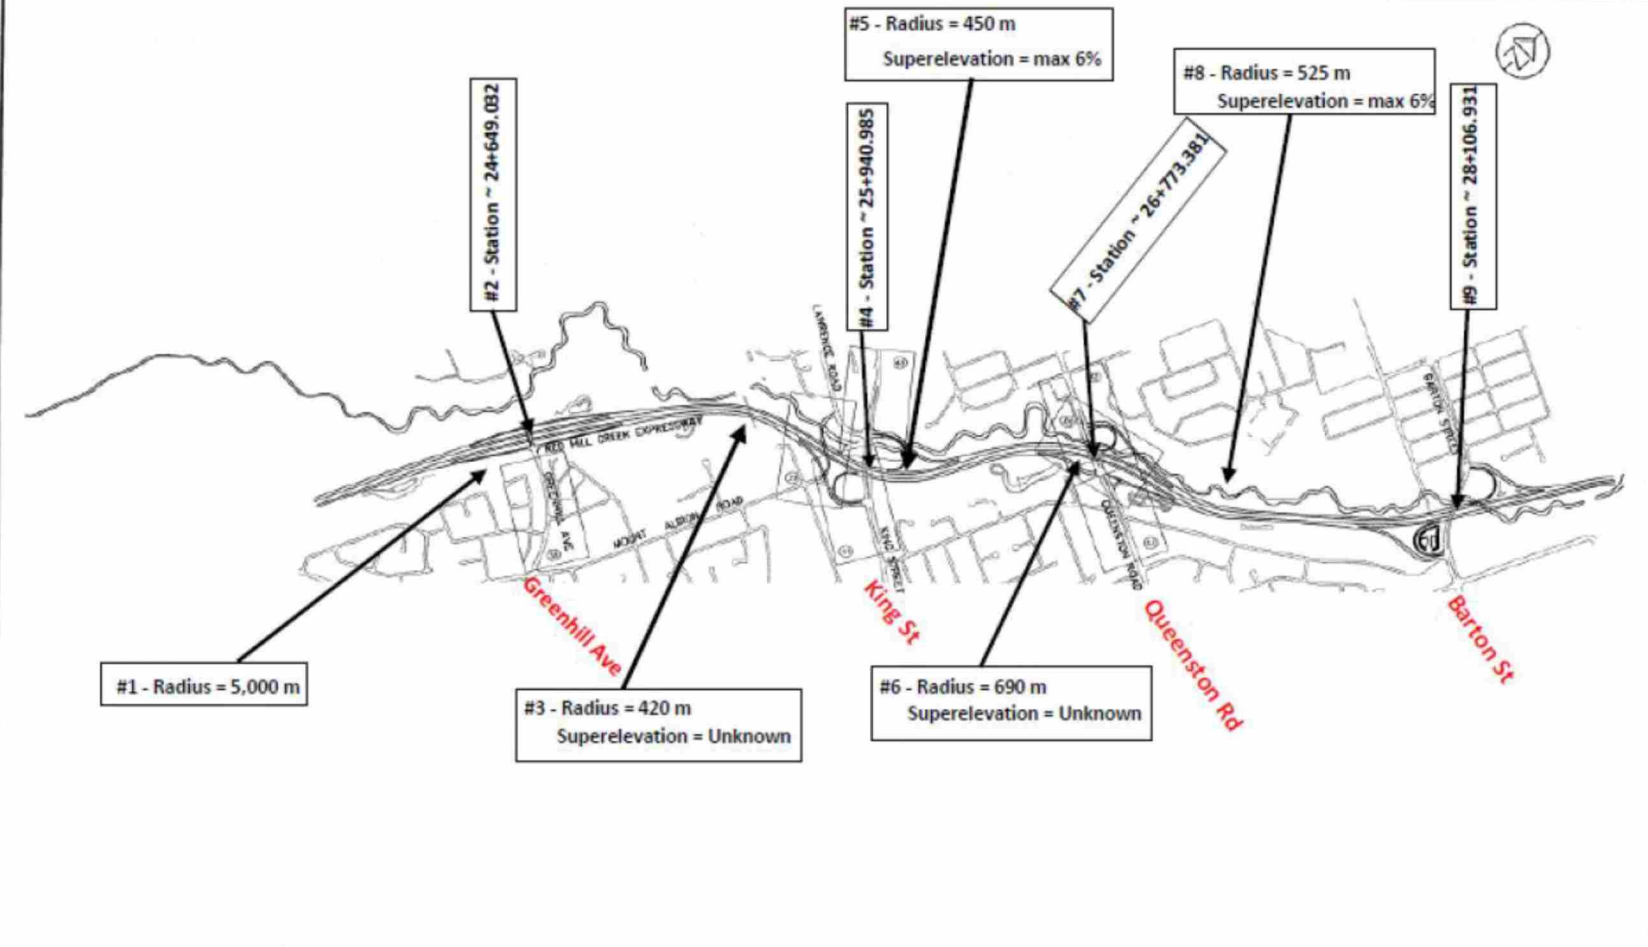 #5 - Radius = 450 m
Superelevation = max 6%
#8 - Radius = 525 m
Superelevation = max 6%
#2 - Station ~ 24+649.032
#4 - Station ~ 25+940.985
#7 - Station ~ 26+773.381
#9 - Station ~ 28+106.931
LAWRENCE ROAD
BARTON STREET
RED HILL CREEK EXPRESSWAY
GREENHILL AVE
MOUNT ALBION ROAD
KING STREET
QUEENSTON ROAD
Greenhill Ave
King St
Queenston Rd
Barton St
#1 - Radius = 5,000 m
#3 - Radius = 420 m
Superelevation = Unknown
#6 - Radius = 690 m
Superelevation = Unknown